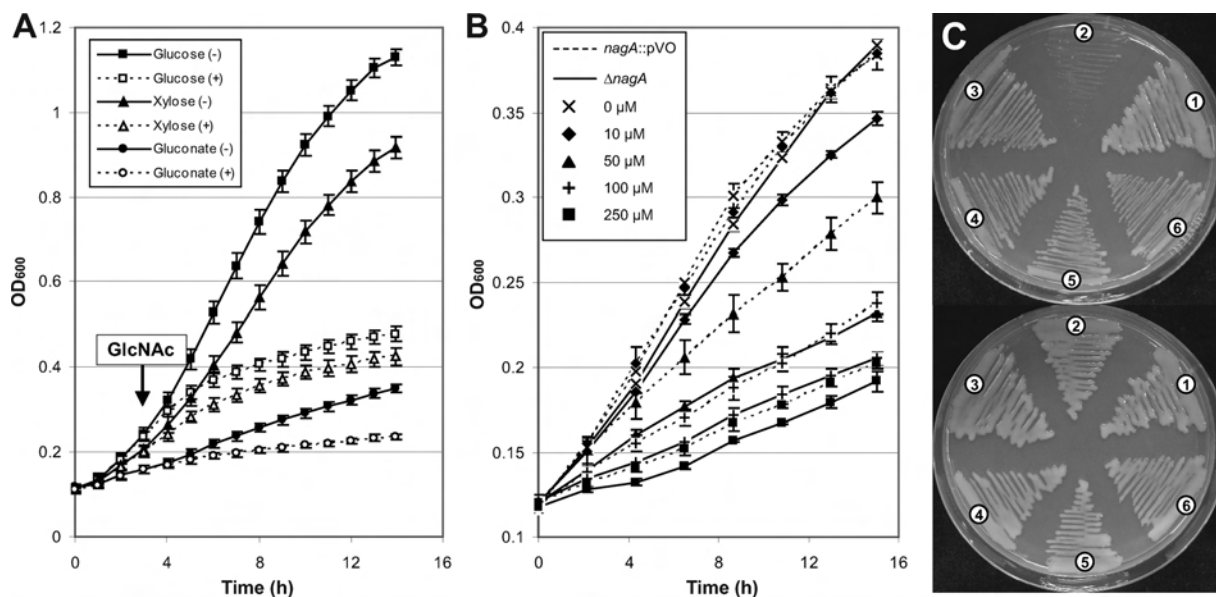 A
1.2
1
0.8
0.6
0.4
0.2
0
OD600
Glucose (-)
Glucose (+)
Xylose (-)
Xylose (+)
Gluconate (-)
Gluconate (+)
GlcNAc
0 4 8 12 16
Time (h)
B
0.4
0.35
0.3
0.25
0.2
0.15
0.1
OD600
nagA::pVO
ΔnagA
0 µM
10 µM
50 µM
100 µM
250 µM
0 4 8 12 16
Time (h)
C
2
3 1
4 6
5
2
3 1
4 6
5